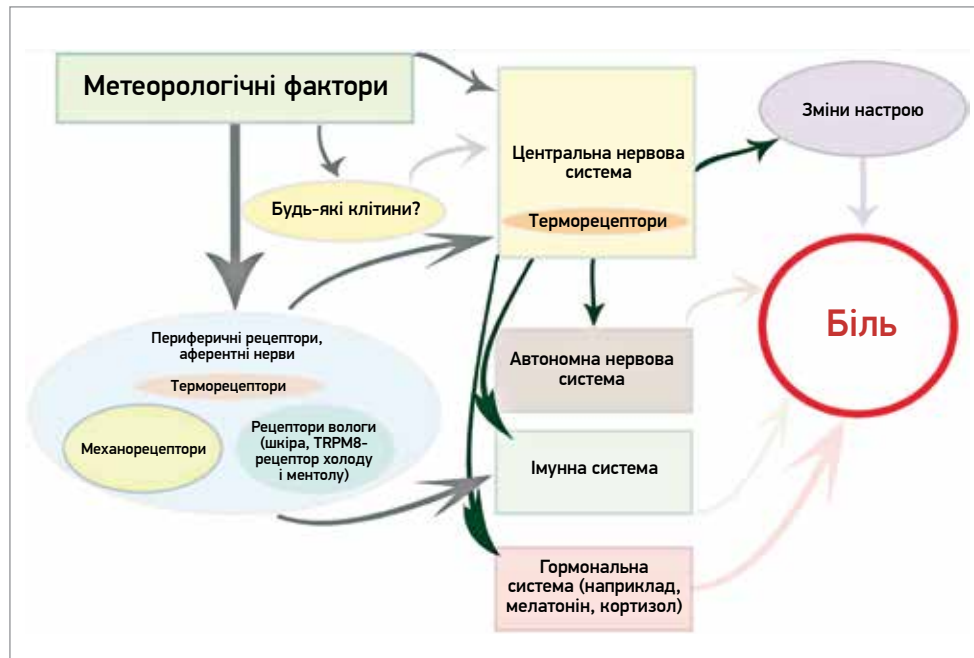 Метеорологічні фактори
Зміни настрою
Центральна нервова
система
Будь-які клітини?
Терморецептори
Біль
Периферичні рецептори,
аферентні нерви
Терморецептори
Автономна нервова
система
Механорецептори
Рецептори вологи
(шкіра, TRPM8-
рецептор холоду
і ментолу)
Імунна система
Гормональна
система (наприклад,
мелатонін, кортизол)